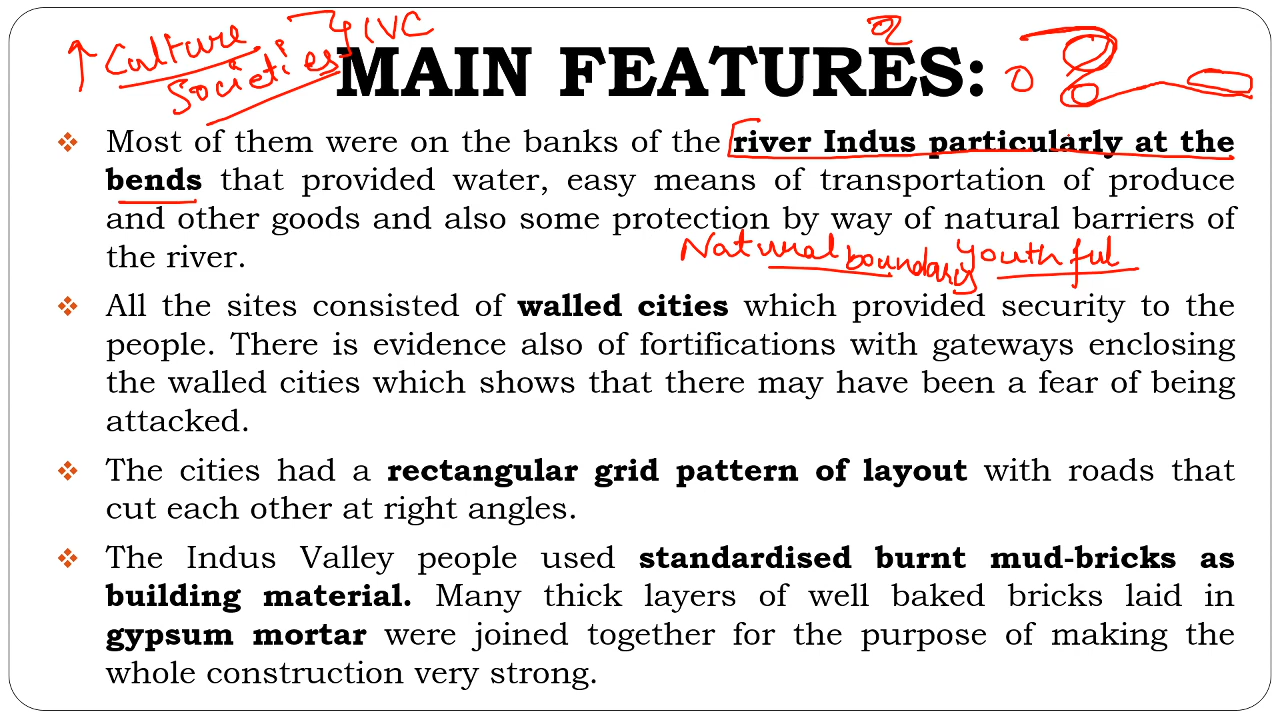 ↑ Culture
Societies → IVC
MAIN FEATURES:
❖ Most of them were on the banks of the river Indus particularly at the
bends that provided water, easy means of transportation of produce
and other goods and also some protection by way of natural barriers of
the river.
Natural boundaries youthful
❖ All the sites consisted of walled cities which provided security to the
people. There is evidence also of fortifications with gateways enclosing
the walled cities which shows that there may have been a fear of being
attacked.
❖ The cities had a rectangular grid pattern of layout with roads that
cut each other at right angles.
❖ The Indus Valley people used standardised burnt mud-bricks as
building material. Many thick layers of well baked bricks laid in
gypsum mortar were joined together for the purpose of making the
whole construction very strong.